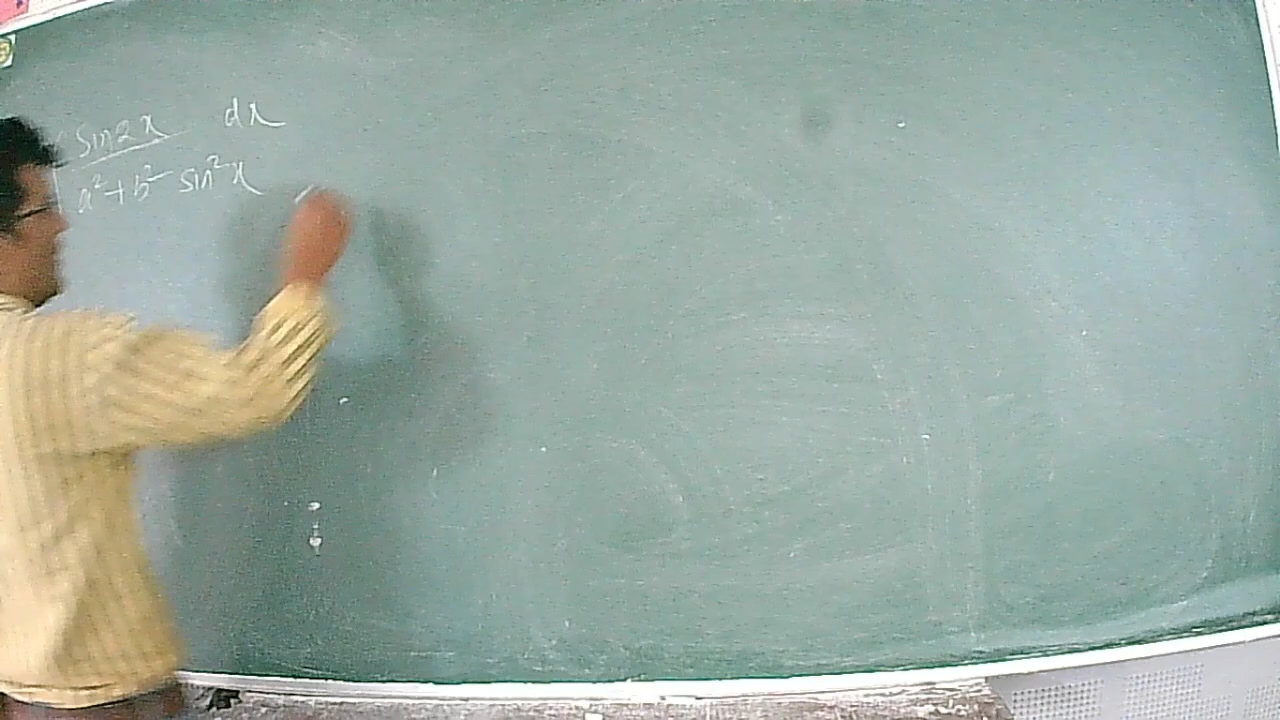 ∫ sin2x/(a²+b² sin²x) dx